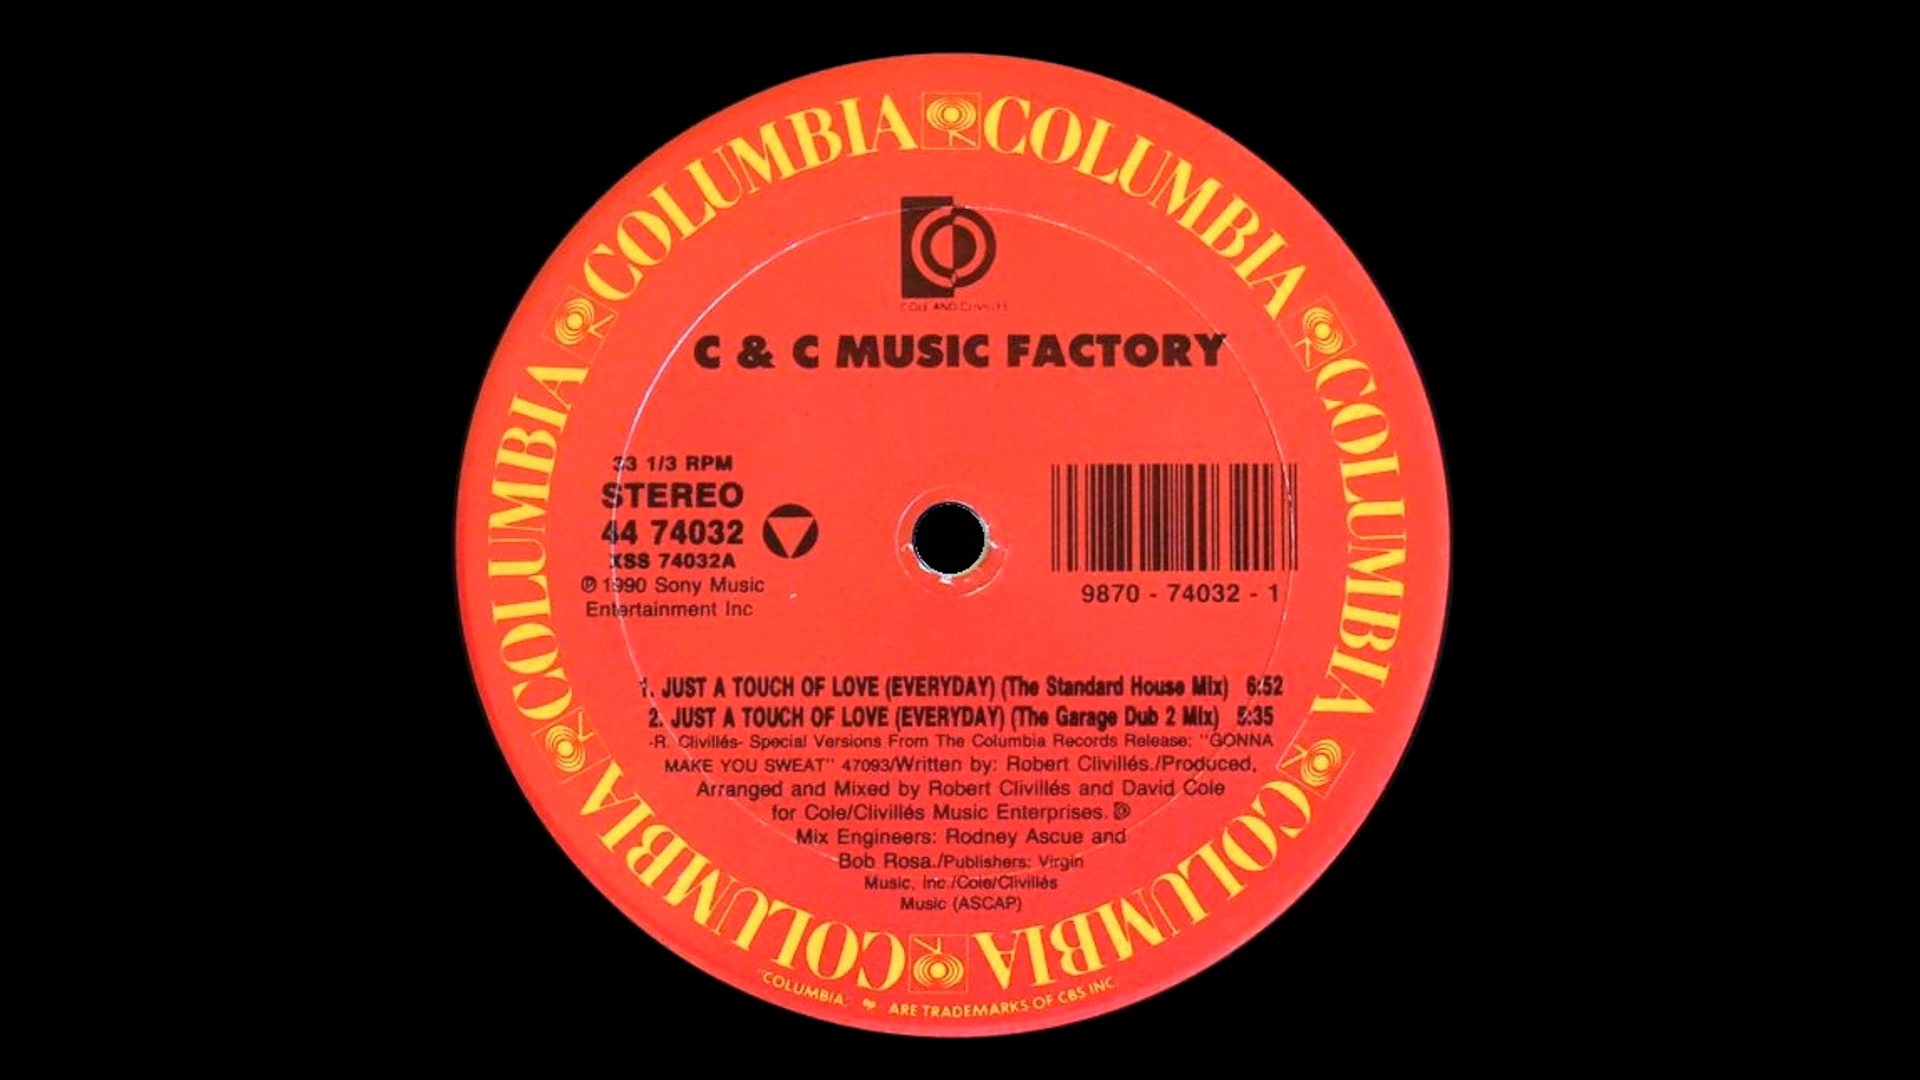 COLUMBIA COLUMBIA COLUMBIA COLUMBIA COLUMBIA COLUMBIA
COLE AND CLIVILLÉS
C & C MUSIC FACTORY
33 1/3 RPM
STEREO
44 74032
XSS 74032A
℗ 1990 Sony Music
Entertainment Inc
9870 - 74032 - 1
1. JUST A TOUCH OF LOVE (EVERYDAY) (The Standard House Mix) 6:52
2. JUST A TOUCH OF LOVE (EVERYDAY) (The Garage Dub 2 Mix) 5:35
-R. Clivillés- Special Versions From The Columbia Records Release: "GONNA
MAKE YOU SWEAT" 47093/Written by: Robert Clivillés./Produced,
Arranged and Mixed by Robert Clivillés and David Cole
for Cole/Clivillés Music Enterprises.
Mix Engineers: Rodney Ascue and
Bob Rosa./Publishers: Virgin
Music, Inc./Cole/Clivillés
Music (ASCAP)
"COLUMBIA," ARE TRADEMARKS OF CBS INC